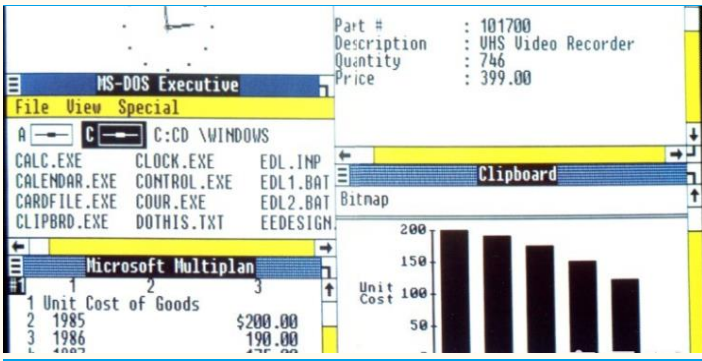 Part # : 101700
Description : VHS Video Recorder
Quantity : 746
Price : 399.00
MS-DOS Executive
File View Special
A C C:CD \WINDOWS
CALC.EXE CLOCK.EXE EDL.INP
CALENDAR.EXE CONTROL.EXE EDL1.BAT
CARDFILE.EXE COUR.EXE EDL2.BAT
CLIPBRD.EXE DOTHIS.TXT EEDESIGN.
Microsoft Multiplan
#1 1 2 3
1 Unit Cost of Goods
2 1985 $200.00
3 1986 190.00
Clipboard
Bitmap
200
150
Unit
Cost 100
50